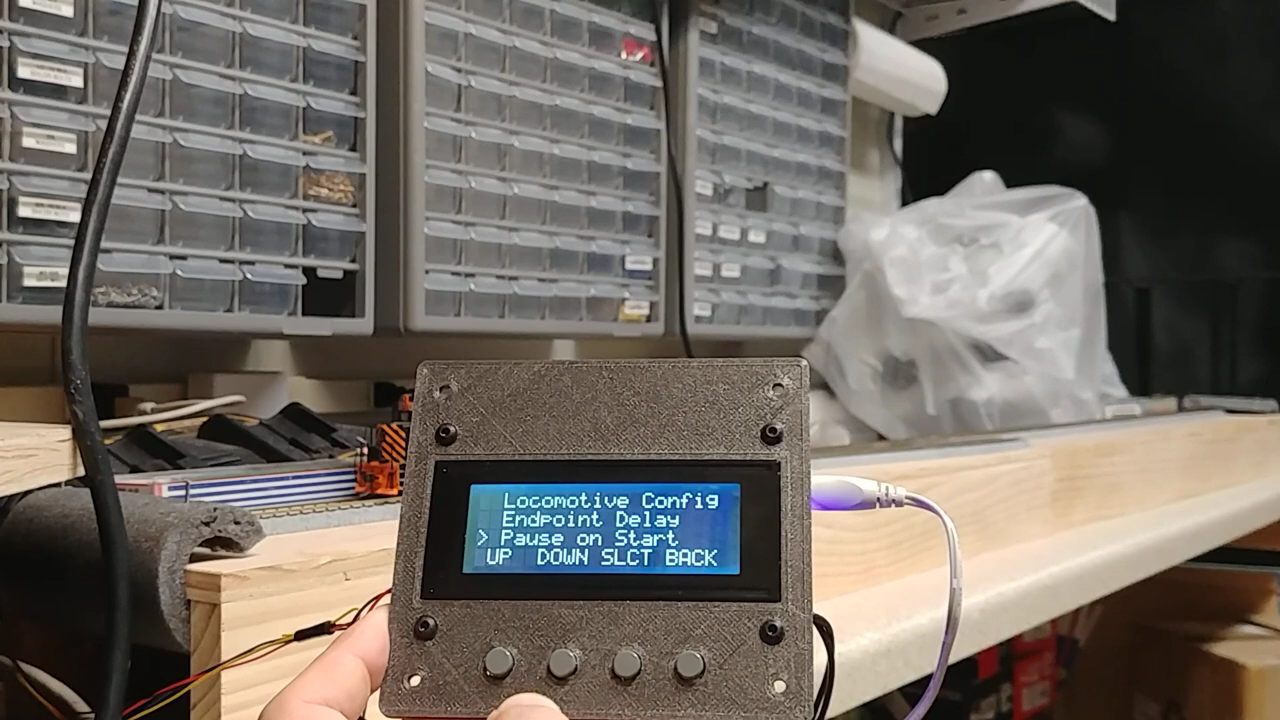 Locomotive Config
Endpoint Delay
> Pause on Start
UP DOWN SLCT BACK